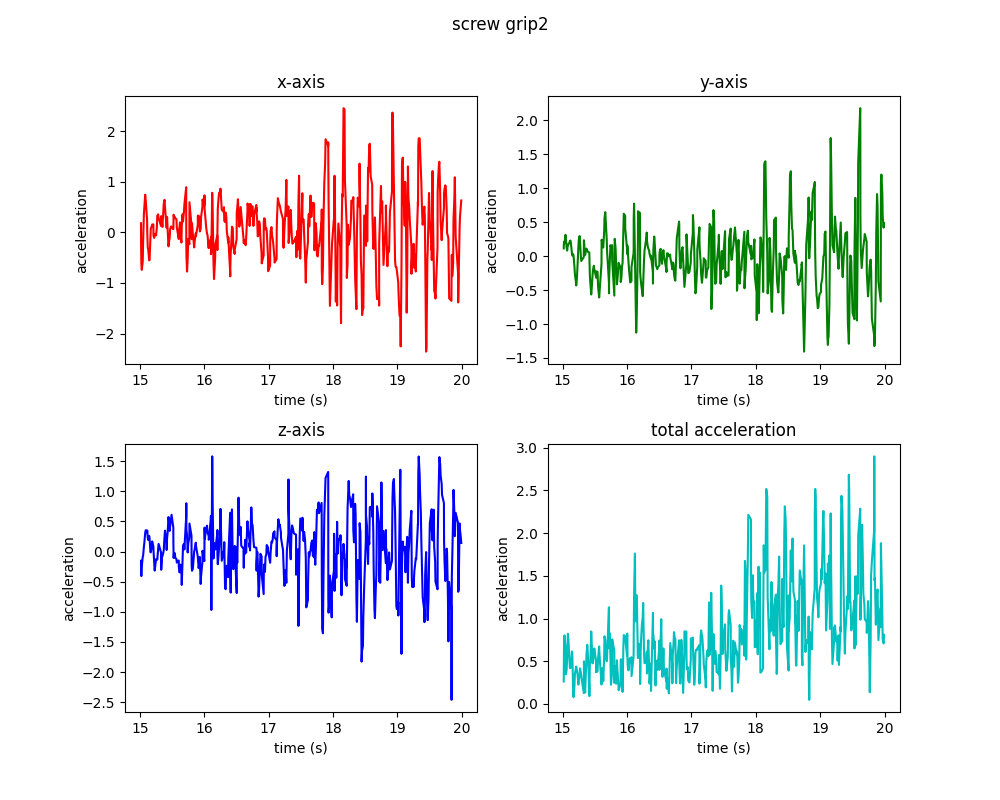 screw grip2
x-axis
2
1
0
−1
−2
acceleration
15 16 17 18 19 20
time (s)
y-axis
2.0
1.5
1.0
0.5
0.0
−0.5
−1.0
−1.5
acceleration
15 16 17 18 19 20
time (s)
z-axis
1.5
1.0
0.5
0.0
−0.5
−1.0
−1.5
−2.0
−2.5
acceleration
15 16 17 18 19 20
time (s)
total acceleration
3.0
2.5
2.0
1.5
1.0
0.5
0.0
acceleration
15 16 17 18 19 20
time (s)